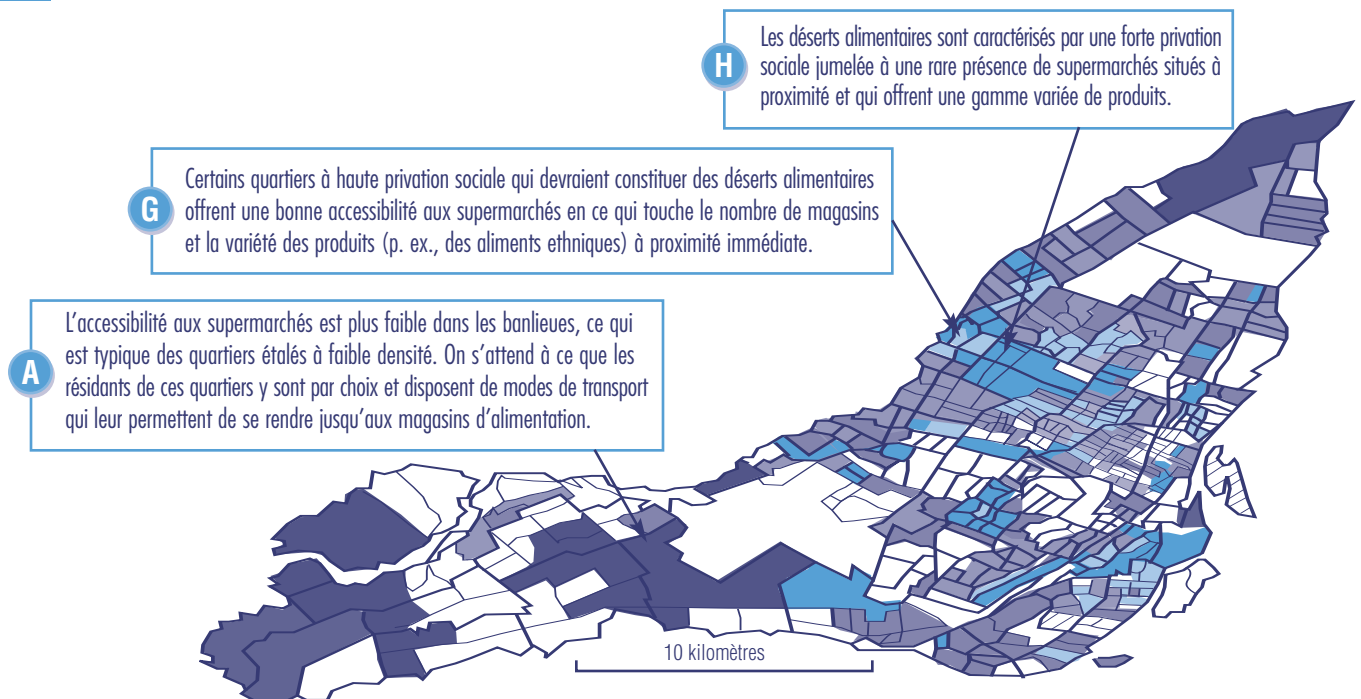 H
Les déserts alimentaires sont caractérisés par une forte privation
sociale jumelée à une rare présence de supermarchés situés à
proximité et qui offrent une gamme variée de produits.
G
Certains quartiers à haute privation sociale qui devraient constituer des déserts alimentaires
offrent une bonne accessibilité aux supermarchés en ce qui touche le nombre de magasins
et la variété des produits (p. ex., des aliments ethniques) à proximité immédiate.
A
L'accessibilité aux supermarchés est plus faible dans les banlieues, ce qui
est typique des quartiers étalés à faible densité. On s'attend à ce que les
résidants de ces quartiers y sont par choix et disposent de modes de transport
qui leur permettent de se rendre jusqu'aux magasins d'alimentation.
10 kilomètres